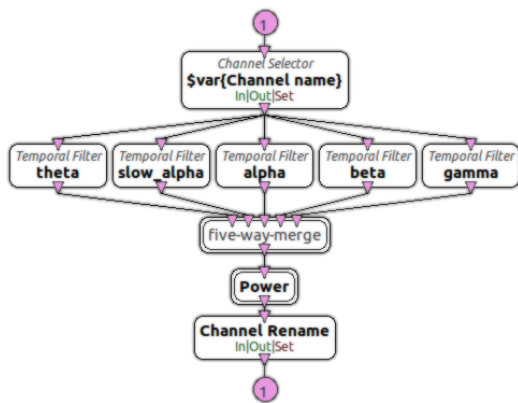 1
Channel Selector
$var{Channel name}
In|Out|Set
Temporal Filter
theta
Temporal Filter
slow_alpha
Temporal Filter
alpha
Temporal Filter
beta
Temporal Filter
gamma
five-way-merge
Power
Channel Rename
In|Out|Set
1